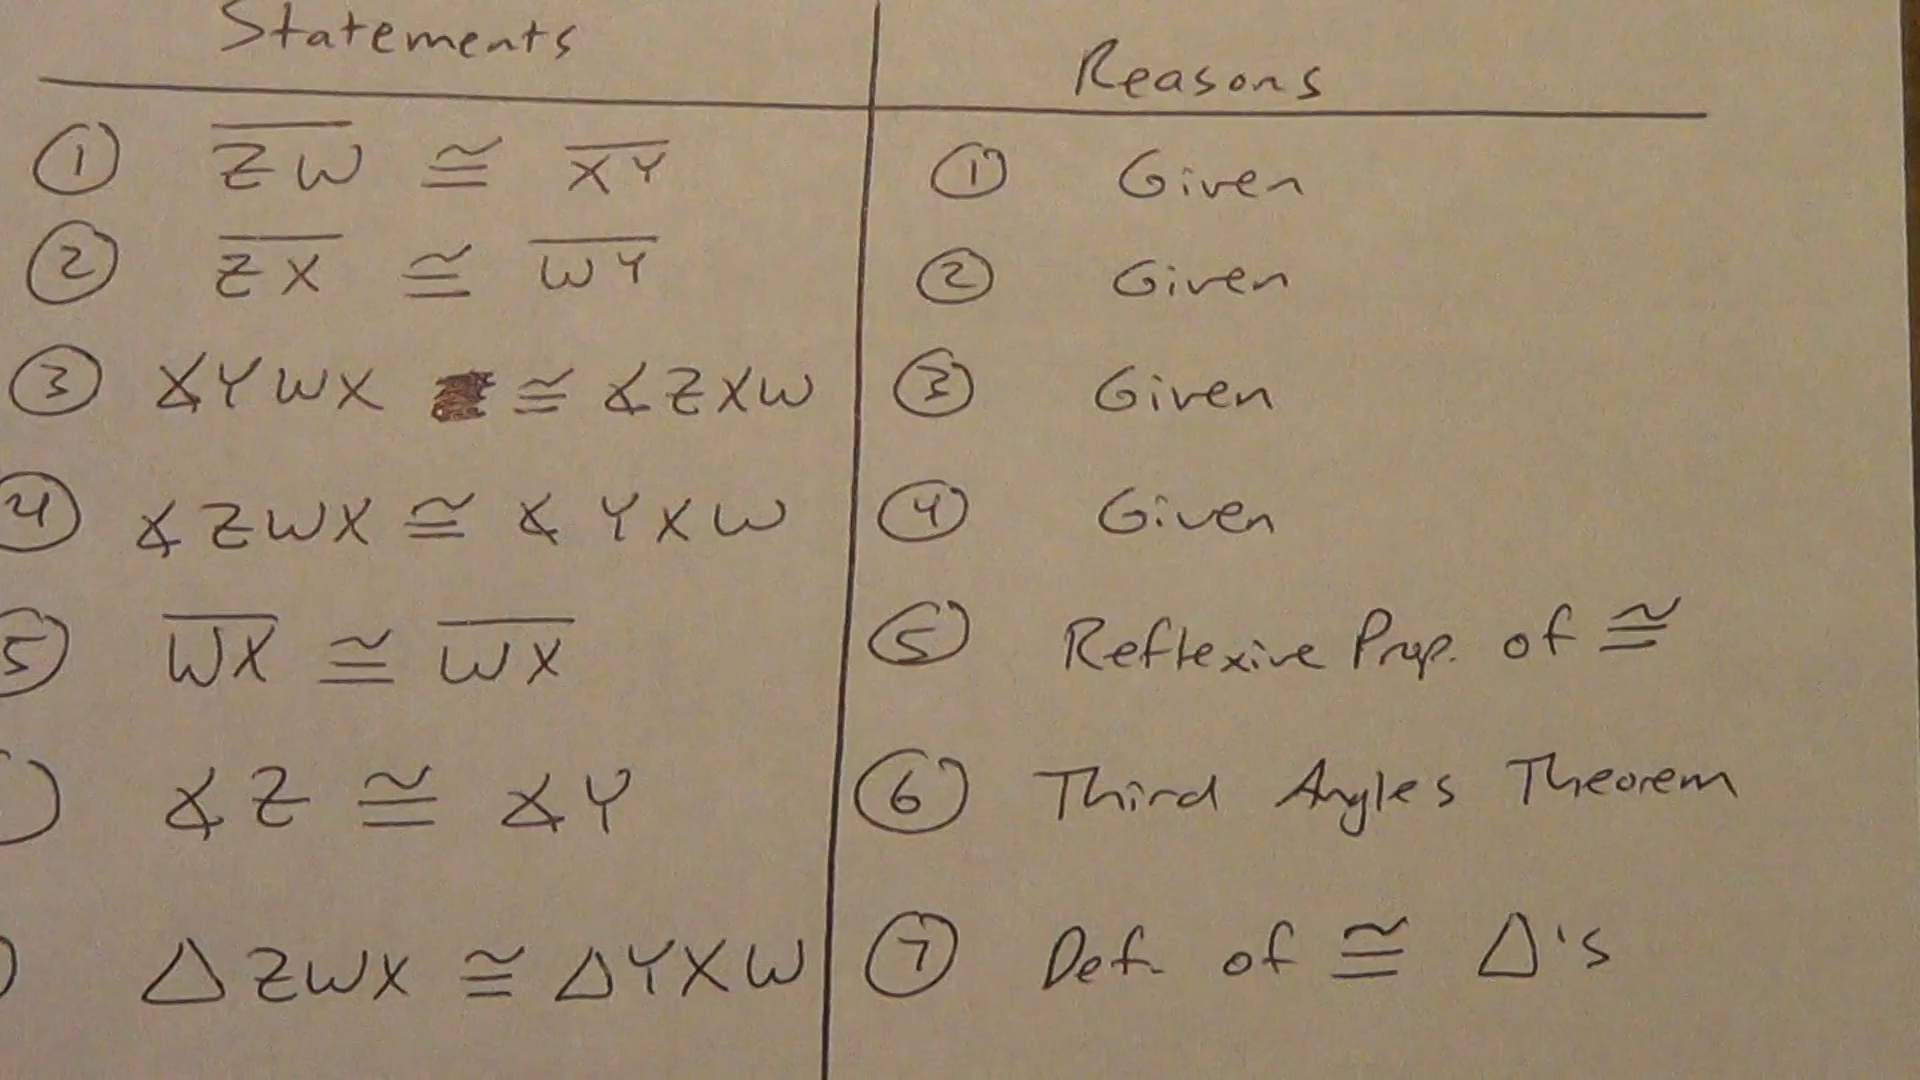 Statements
Reasons
① ZW ≅ XY ① Given
② ZX ≅ WY ② Given
③ ∡YWX ≅ ∡ZXW ③ Given
④ ∡ZWX ≅ ∡YXW ④ Given
⑤ WX ≅ WX ⑤ Reflexive Prop. of ≅
∡Z ≅ ∡Y ⑥ Third Angles Theorem
△ZWX ≅ △YXW ⑦ Def. of ≅ △'s